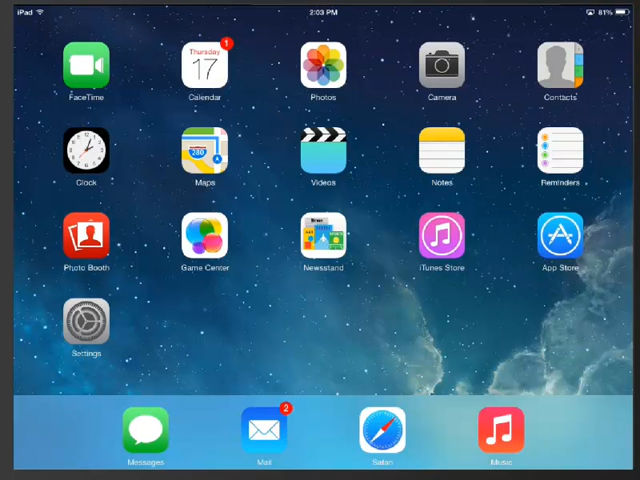 iPad 2:03 PM 81%
Thursday 1
17
FaceTime Calendar Photos Camera Contacts
280
Clock Maps Videos Notes Reminders
Photo Booth Game Center Newsstand iTunes Store App Store
Settings
2
Messages Mail Safari Music